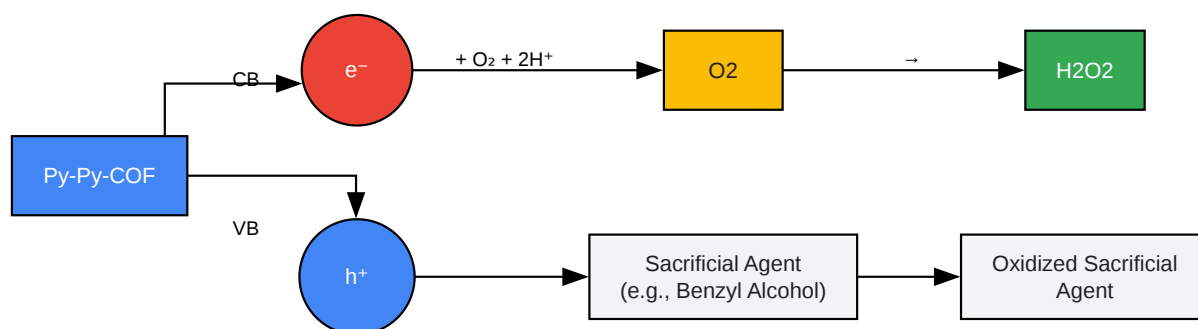 e⁻
+ O₂ + 2H⁺
O2
→
H2O2
CB
Py-Py-COF
VB
h⁺
Sacrificial Agent
(e.g., Benzyl Alcohol)
Oxidized Sacrificial
Agent